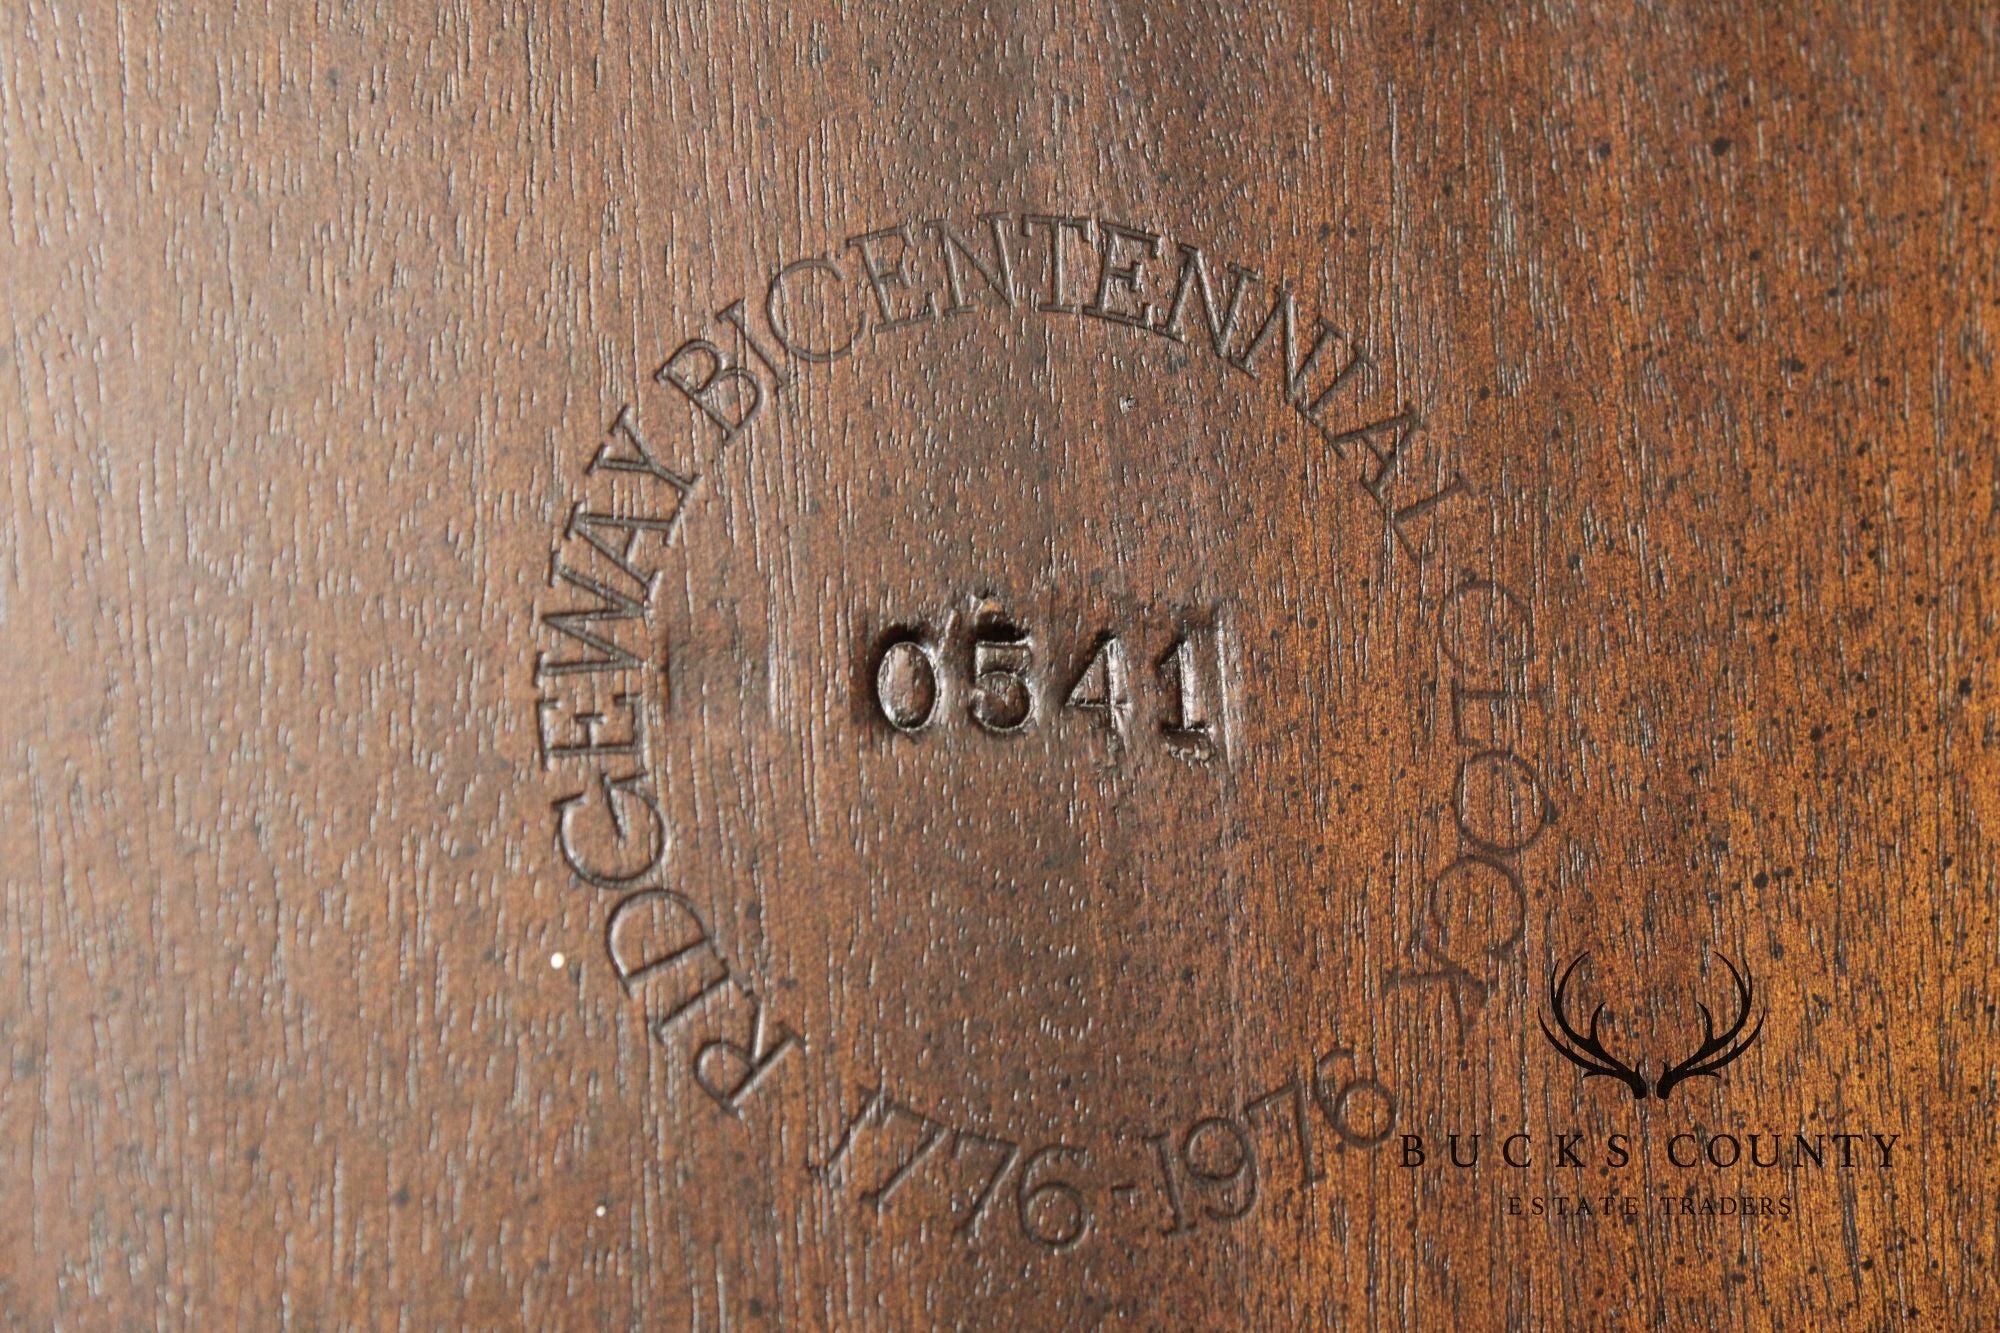 RIDGEWAY BICENTENNIAL CLOCK
0541
1776-1976
BUCKS COUNTY
ESTATE TRADERS